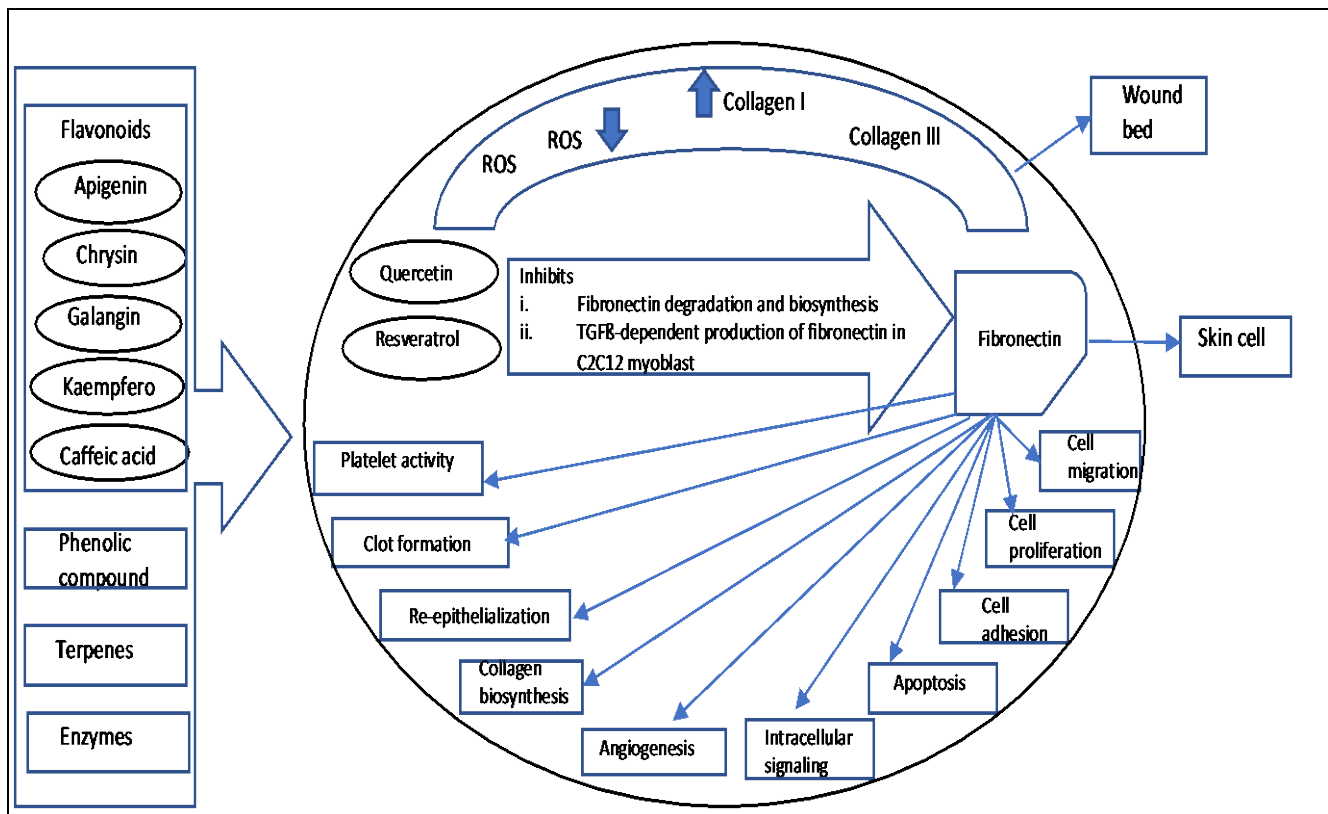 Flavonoids
Apigenin
Chrysin
Galangin
Kaempfero
Caffeic acid
Phenolic
compound
Terpenes
Enzymes
ROS
ROS
Collagen I
Collagen III
Wound
bed
Quercetin
Resveratrol
Inhibits
i. Fibronectin degradation and biosynthesis
ii. TGFß-dependent production of fibronectin in
C2C12 myoblast
Fibronectin
Skin cell
Platelet activity
Clot formation
Re-epithelialization
Collagen
biosynthesis
Angiogenesis
Intracellular
signaling
Apoptosis
Cell
adhesion
Cell
proliferation
Cell
migration